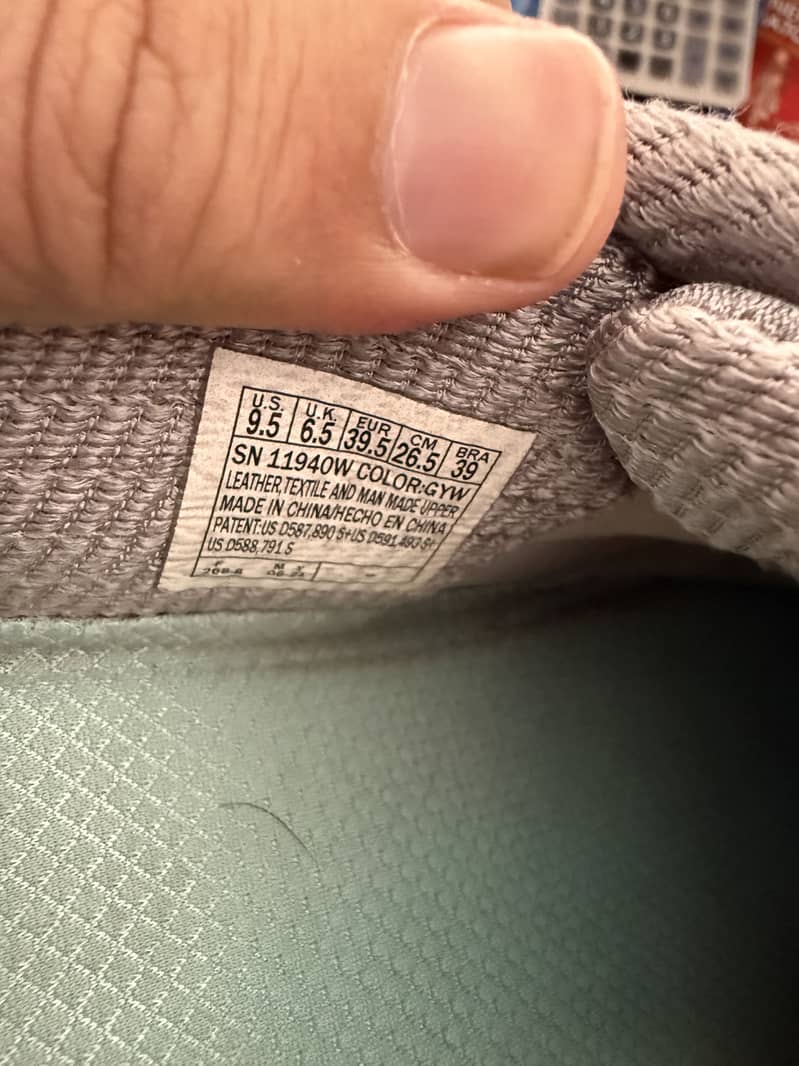 U.S. U.K. EUR CM BRA
9.5 6.5 39.5 26.5 39
SN 11940W COLOR:GYW
LEATHER,TEXTILE AND MAN MADE UPPER
MADE IN CHINA/HECHO EN CHINA
PATENT:US D587,890 S+US D591,493 S+
US D588,791 S